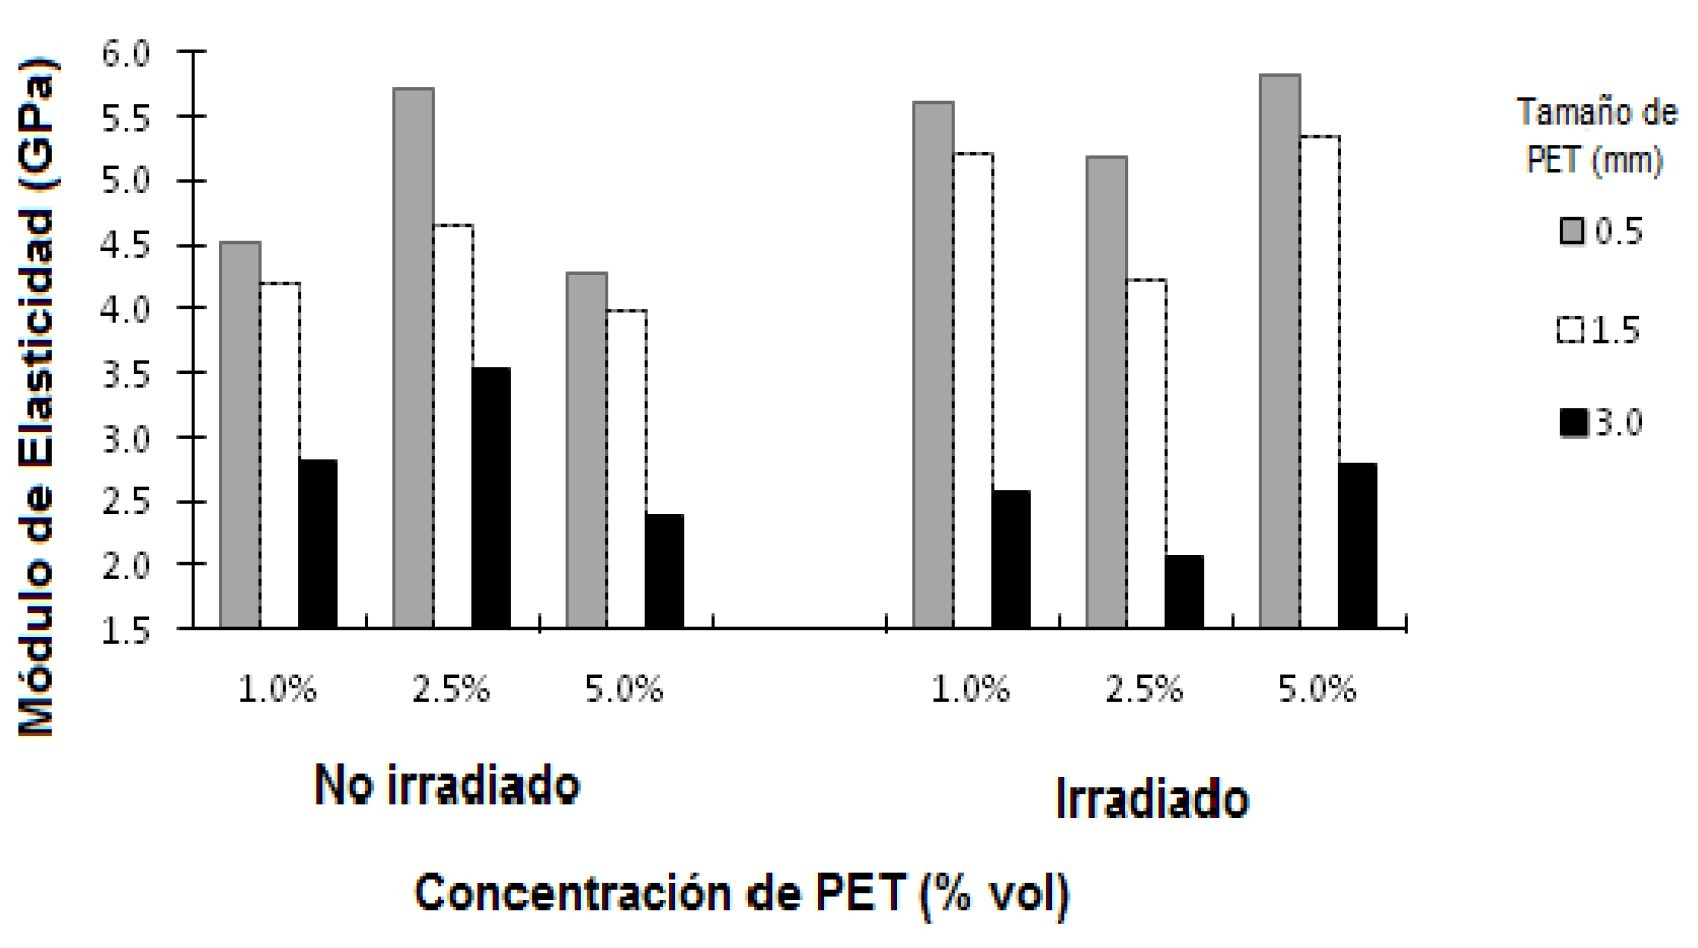 Módulo de Elasticidad (GPa)
6.0
5.5
5.0
4.5
4.0
3.5
3.0
2.5
2.0
1.5
1.0% 2.5% 5.0% 1.0% 2.5% 5.0%
No irradiado Irradiado
Concentración de PET (% vol)
Tamaño de
PET (mm)
0.5
1.5
3.0